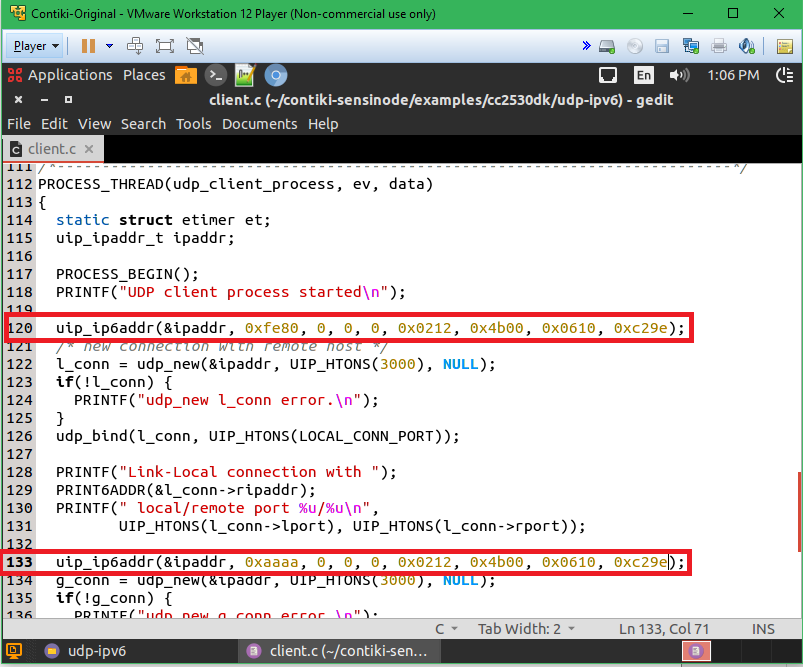 Contiki-Original - VMware Workstation 12 Player (Non-commercial use only)
Player
Applications Places En 1:06 PM
client.c (~/contiki-sensinode/examples/cc2530dk/udp-ipv6) - gedit
File Edit View Search Tools Documents Help
client.c ×
111 /*---------------------------------------------------------------------------*/
112 PROCESS_THREAD(udp_client_process, ev, data)
113 {
114   static struct etimer et;
115   uip_ipaddr_t ipaddr;
116
117   PROCESS_BEGIN();
118   PRINTF("UDP client process started\n");
119
120   uip_ip6addr(&ipaddr, 0xfe80, 0, 0, 0, 0x0212, 0x4b00, 0x0610, 0xc29e);
121   /* new connection with remote host */
122   l_conn = udp_new(&ipaddr, UIP_HTONS(3000), NULL);
123   if(!l_conn) {
124     PRINTF("udp_new l_conn error.\n");
125   }
126   udp_bind(l_conn, UIP_HTONS(LOCAL_CONN_PORT));
127
128   PRINTF("Link-Local connection with ");
129   PRINT6ADDR(&l_conn->ripaddr);
130   PRINTF(" local/remote port %u/%u\n",
131          UIP_HTONS(l_conn->lport), UIP_HTONS(l_conn->rport));
132
133   uip_ip6addr(&ipaddr, 0xaaaa, 0, 0, 0, 0x0212, 0x4b00, 0x0610, 0xc29e);
134   g_conn = udp_new(&ipaddr, UIP_HTONS(3000), NULL);
135   if(!g_conn) {
136     PRINTF("udp_new g_conn error.\n");
C Tab Width: 2 Ln 133, Col 71 INS
udp-ipv6 client.c (~/contiki-sen...